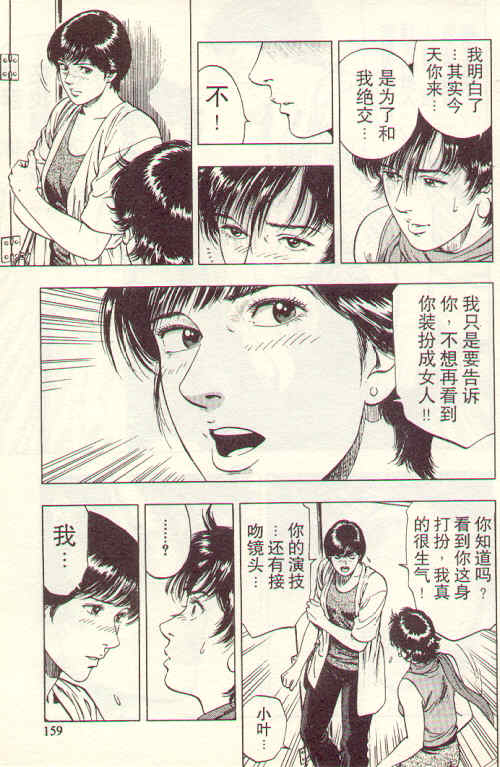 我明白了
…其实今
天你来…
是为了和
我绝交…
不！
我只是要告诉
你，不想再看到
你装扮成女人!!
你知道吗？
看到你这身
打扮，我真
的很生气！
你的演技
…还有接
吻镜头…
小叶
…
……?
我…
159